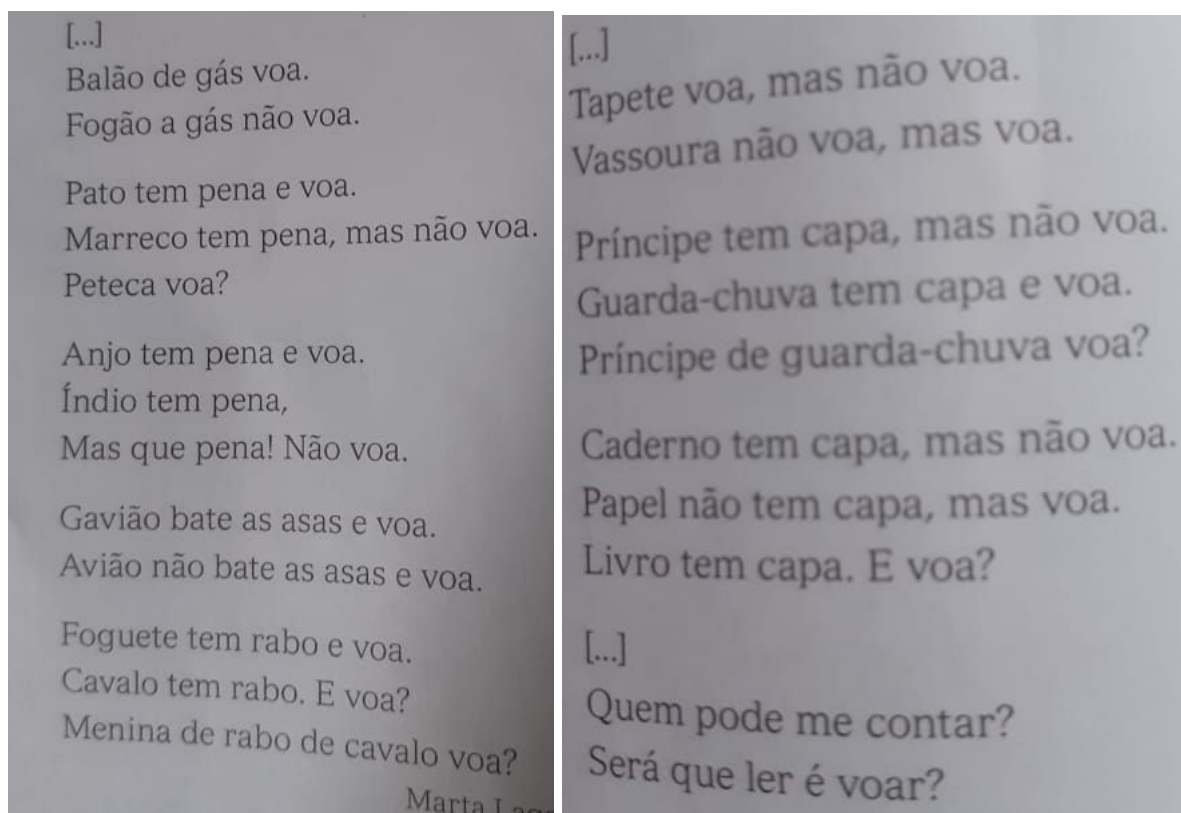 [...]
Balão de gás voa.
Fogão a gás não voa.
Pato tem pena e voa.
Marreco tem pena, mas não voa.
Peteca voa?
Anjo tem pena e voa.
Índio tem pena,
Mas que pena! Não voa.
Gavião bate as asas e voa.
Avião não bate as asas e voa.
Foguete tem rabo e voa.
Cavalo tem rabo. E voa?
Menina de rabo de cavalo voa?
Marta
[...]
Tapete voa, mas não voa.
Vassoura não voa, mas voa.
Príncipe tem capa, mas não voa.
Guarda-chuva tem capa e voa.
Príncipe de guarda-chuva voa?
Caderno tem capa, mas não voa.
Papel não tem capa, mas voa.
Livro tem capa. E voa?
[...]
Quem pode me contar?
Será que ler é voar?